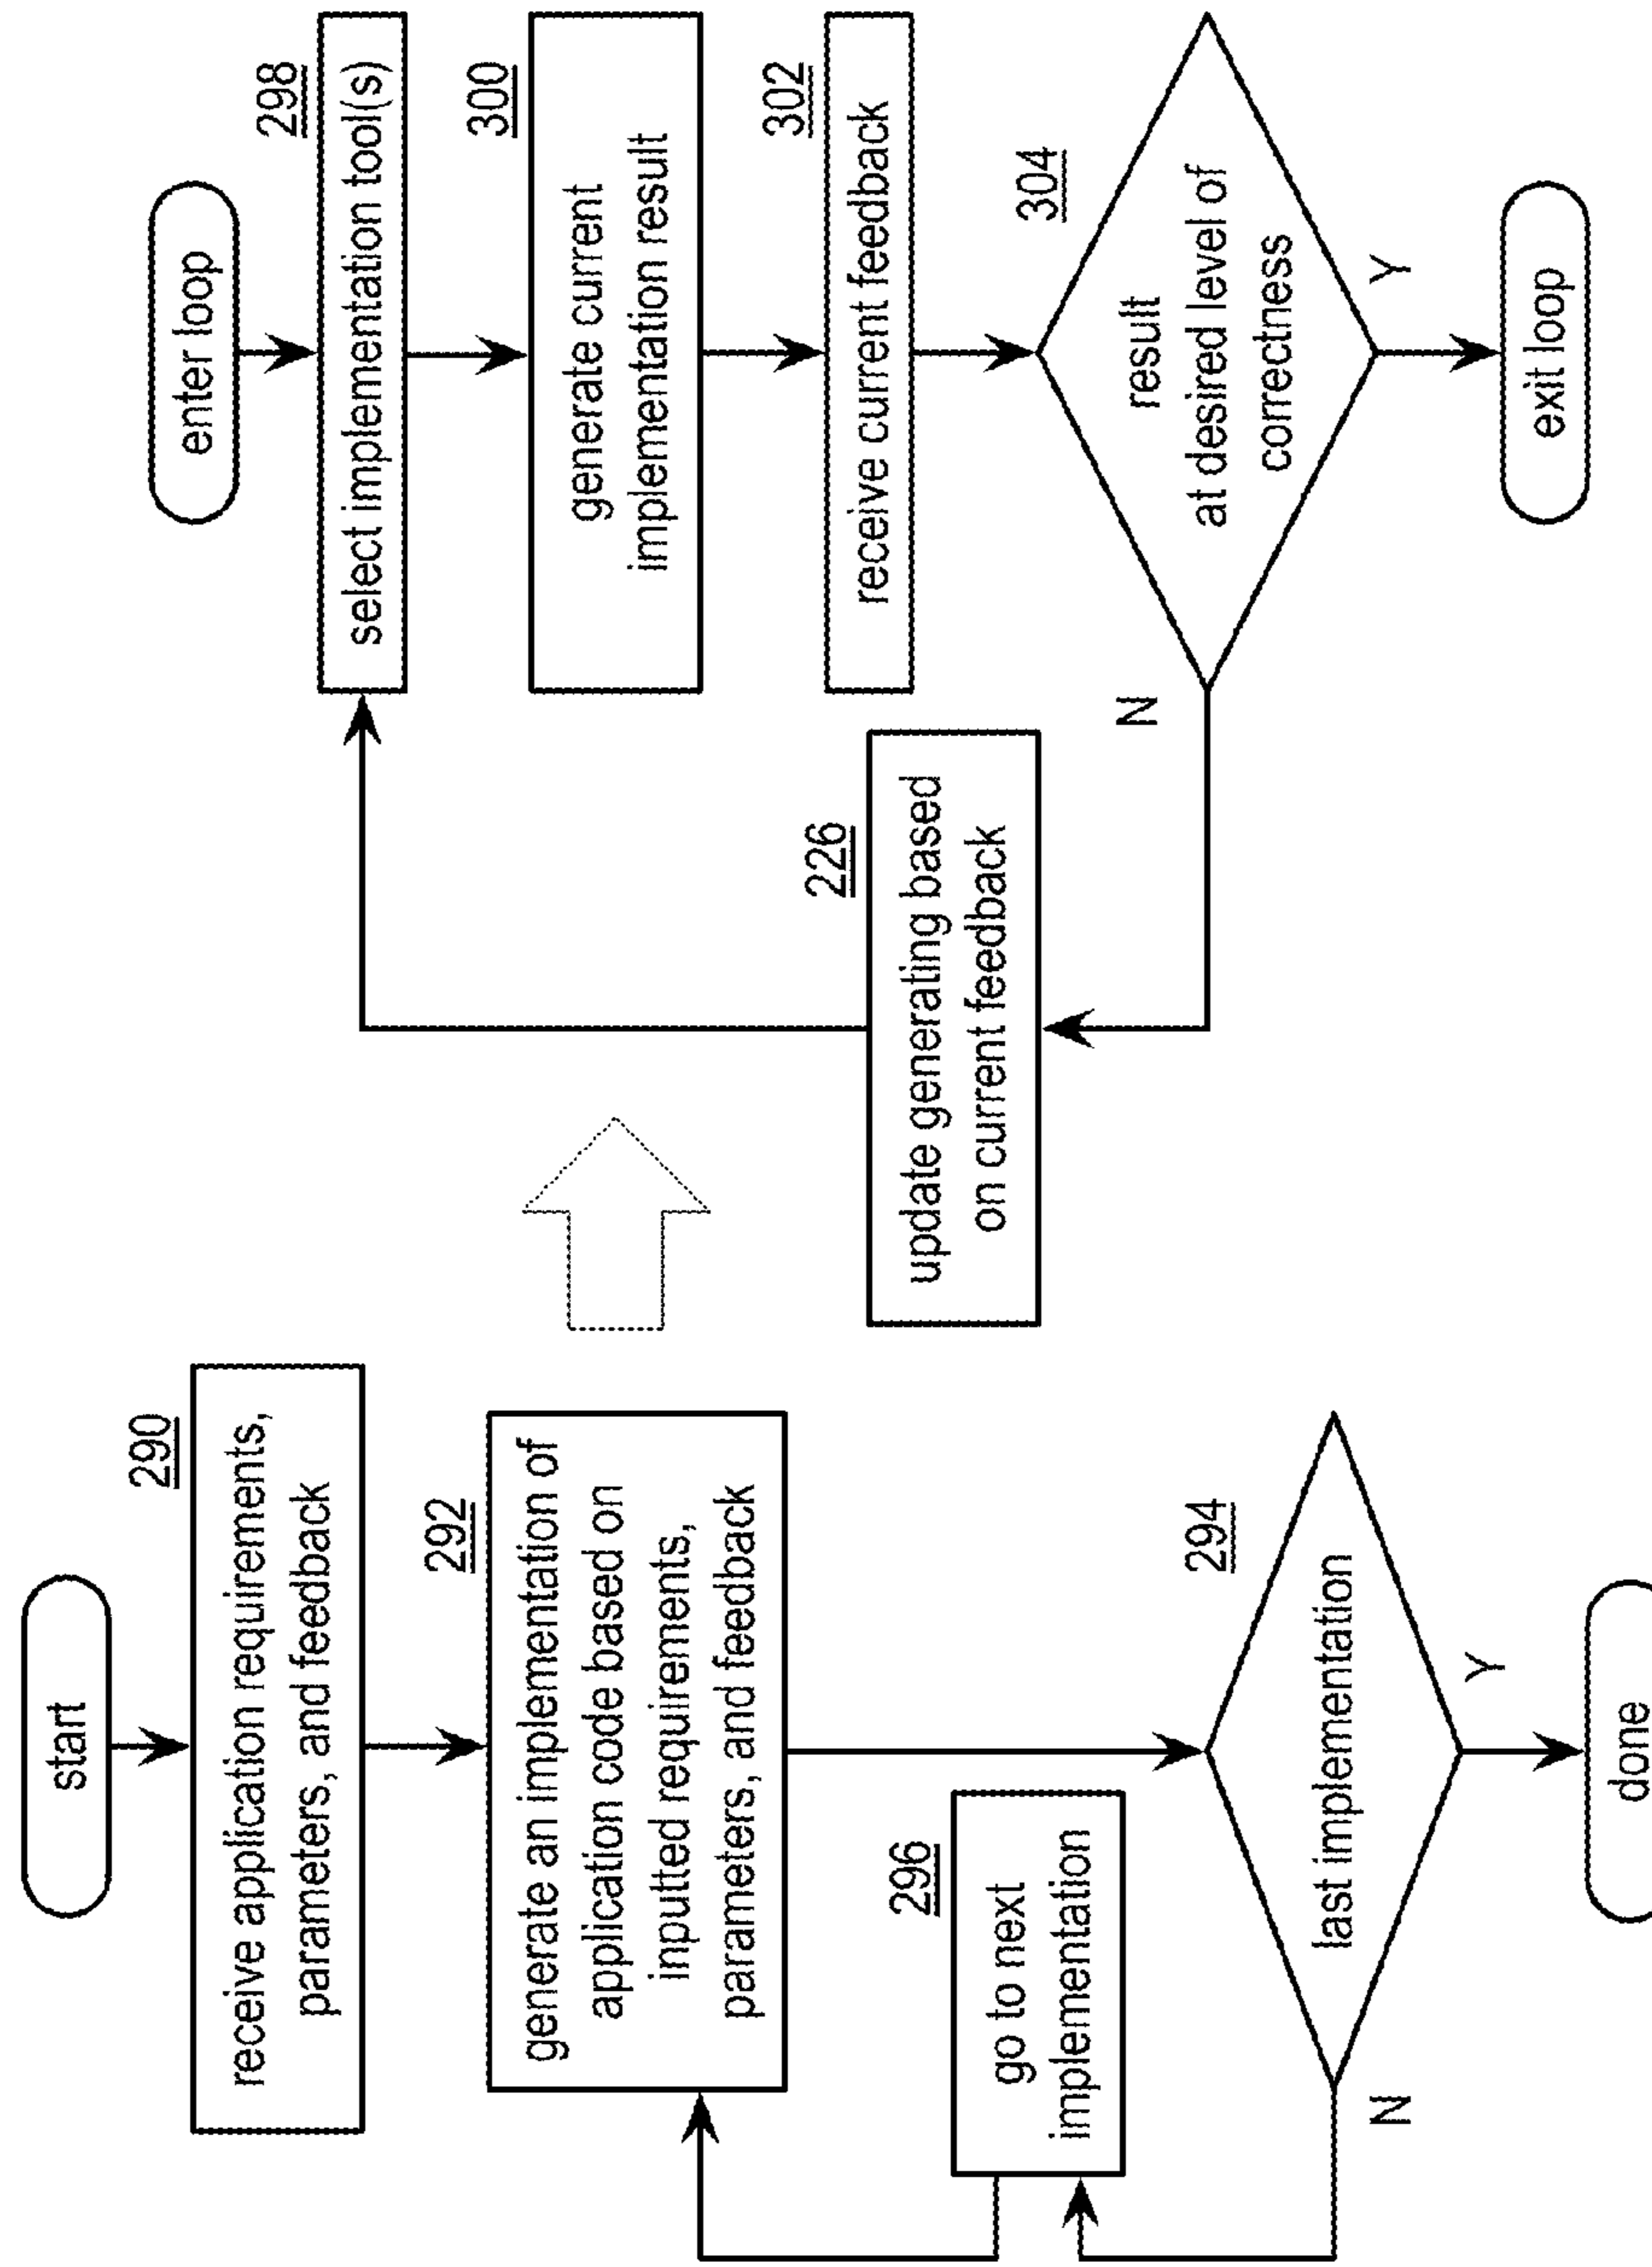 start
290
receive application requirements,
parameters, and feedback
292
generate an implementation of
application code based on
inputted requirements,
parameters, and feedback
296
go to next
implementation
294
last implementation
N
Y
done
enter loop
298
select implementation tool(s)
300
generate current
implementation result
302
receive current feedback
304
result
at desired level of
correctness
N
Y
226
update generating based
on current feedback
exit loop